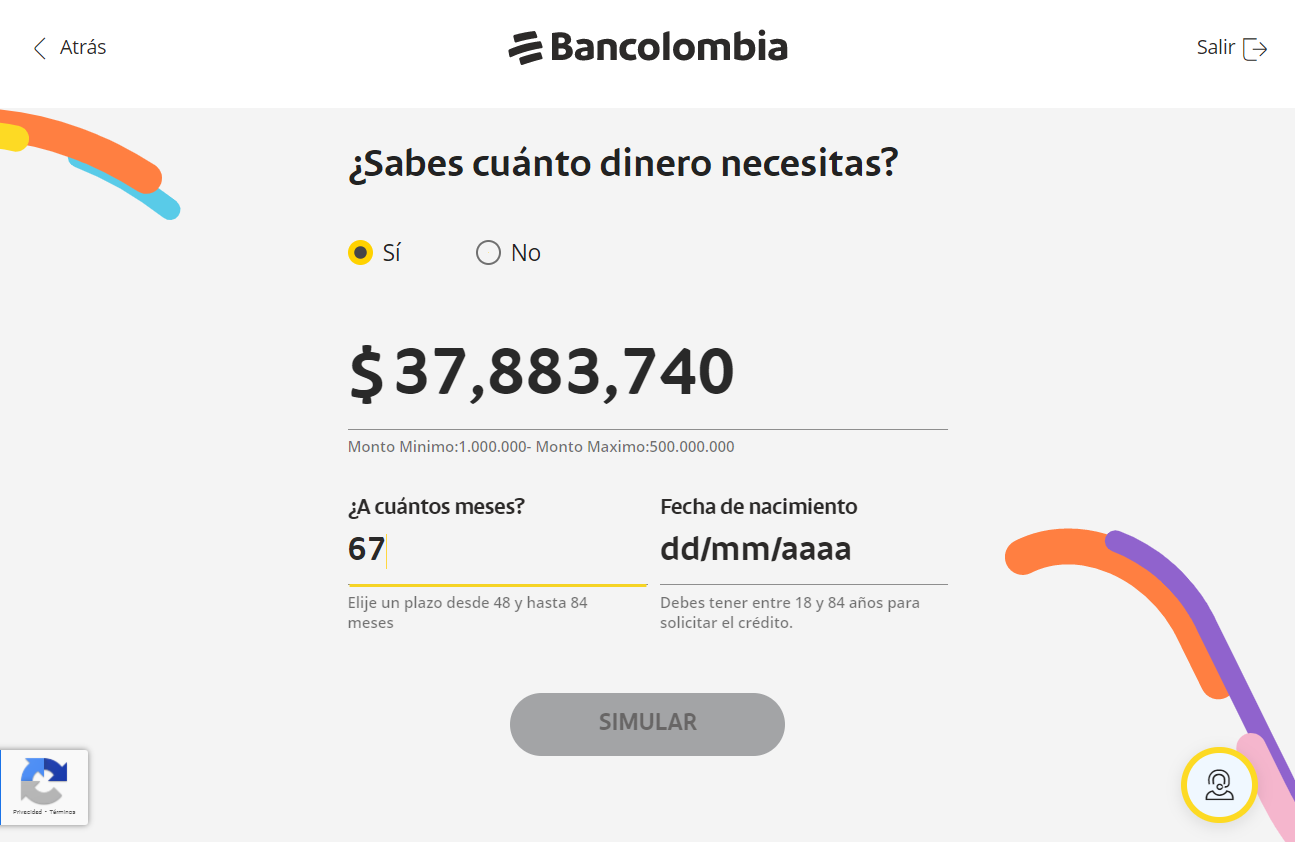 Atrás
Bancolombia
Salir
¿Sabes cuánto dinero necesitas?
Sí
No
$ 37,883,740
Monto Minimo:1.000.000- Monto Maximo:500.000.000
¿A cuántos meses?
67
Elije un plazo desde 48 y hasta 84
meses
Fecha de nacimiento
dd/mm/aaaa
Debes tener entre 18 y 84 años para
solicitar el crédito.
SIMULAR
Privacidad - Términos